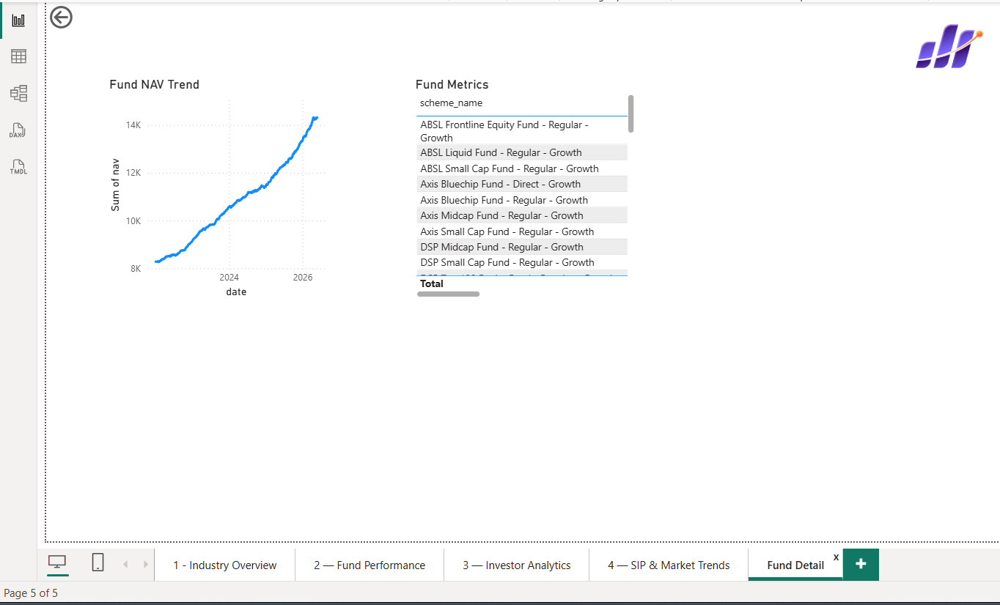 DAX
TMDL
Fund NAV Trend
14K
12K
10K
8K
Sum of nav
2024
2026
date
Fund Metrics
scheme_name
ABSL Frontline Equity Fund - Regular -
Growth
ABSL Liquid Fund - Regular - Growth
ABSL Small Cap Fund - Regular - Growth
Axis Bluechip Fund - Direct - Growth
Axis Bluechip Fund - Regular - Growth
Axis Midcap Fund - Regular - Growth
Axis Small Cap Fund - Regular - Growth
DSP Midcap Fund - Regular - Growth
DSP Small Cap Fund - Regular - Growth
Total
1 - Industry Overview
2 — Fund Performance
3 — Investor Analytics
4 — SIP & Market Trends
Fund Detail
x
+
Page 5 of 5